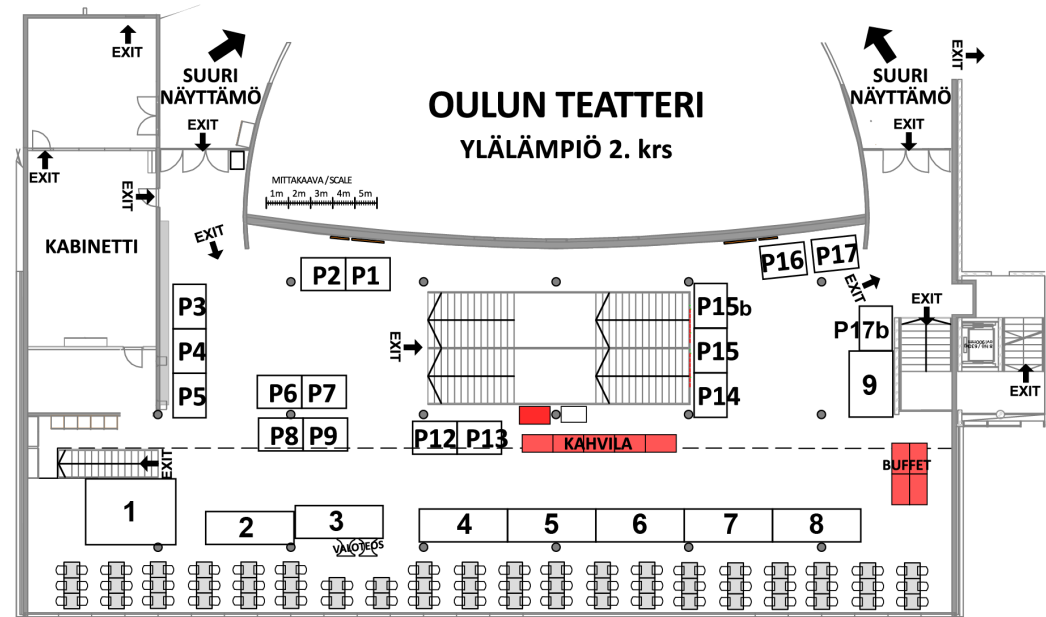 EXIT
SUURI
NÄYTTÄMÖ
EXIT
OULUN TEATTERI
YLÄLÄMPIÖ 2. krs
SUURI
NÄYTTÄMÖ
EXIT
EXIT
EXIT
EXIT
MITTAKAAVA / SCALE
1m 2m 3m 4m 5m
KABINETTI
EXIT
P2 P1
P16 P17
EXIT
P3
P4
P5
EXIT
P15b
P15
P14
P17b
9
EXIT
EXIT
P6 P7
P8 P9
P12 P13
KAHVILA
BUFFET
EXIT
1
2
3
VALOTEOS
4 5 6 7 8